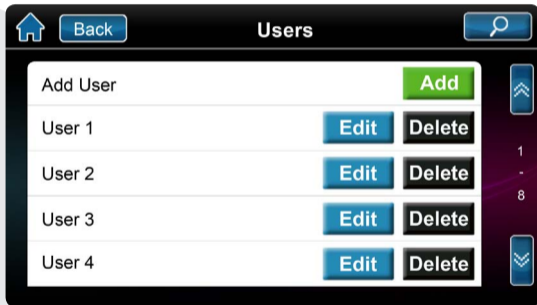 Back Users
Add User Add
User 1 Edit Delete
User 2 Edit Delete
User 3 Edit Delete
User 4 Edit Delete
1
-
8